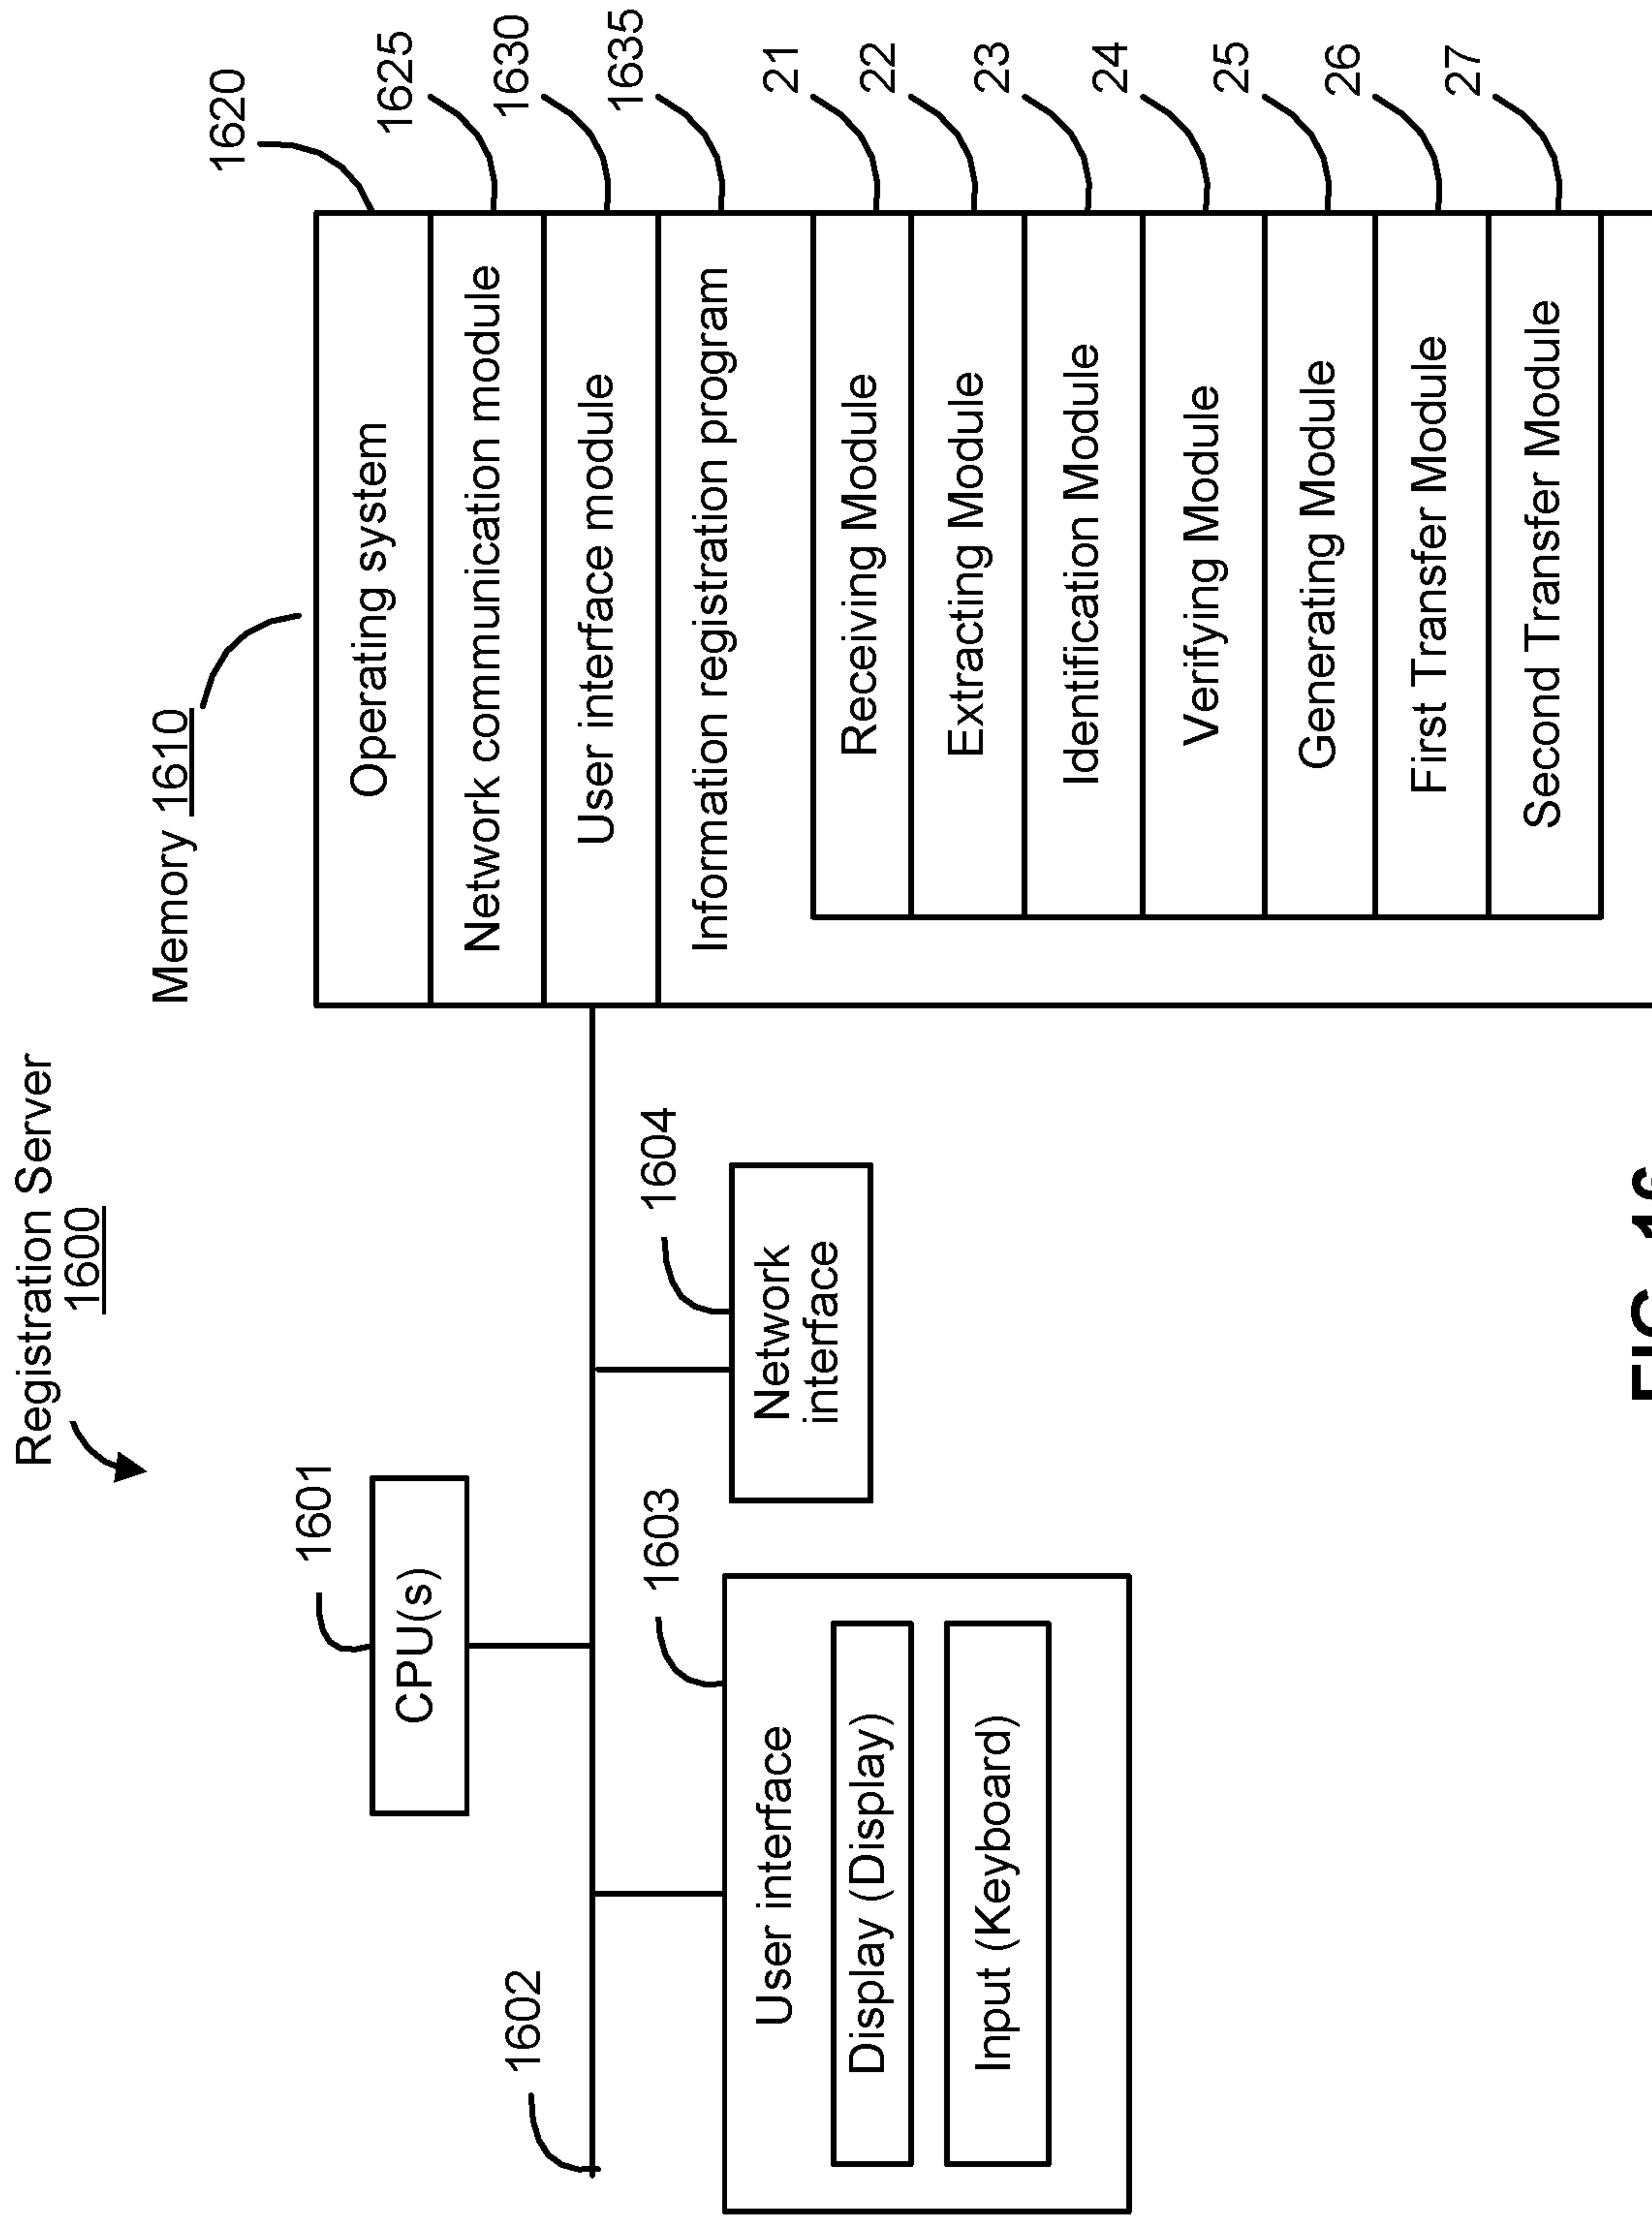 Registration Server
1600
Memory 1610
1620
Operating system
1625
Network communication module
1630
User interface module
1635
Information registration program
21
Receiving Module
22
Extracting Module
23
Identification Module
24
Verifying Module
25
Generating Module
26
First Transfer Module
27
Second Transfer Module
1601
CPU(s)
1602
1603
User interface
Display (Display)
Input (Keyboard)
1604
Network
interface
FIG. 16